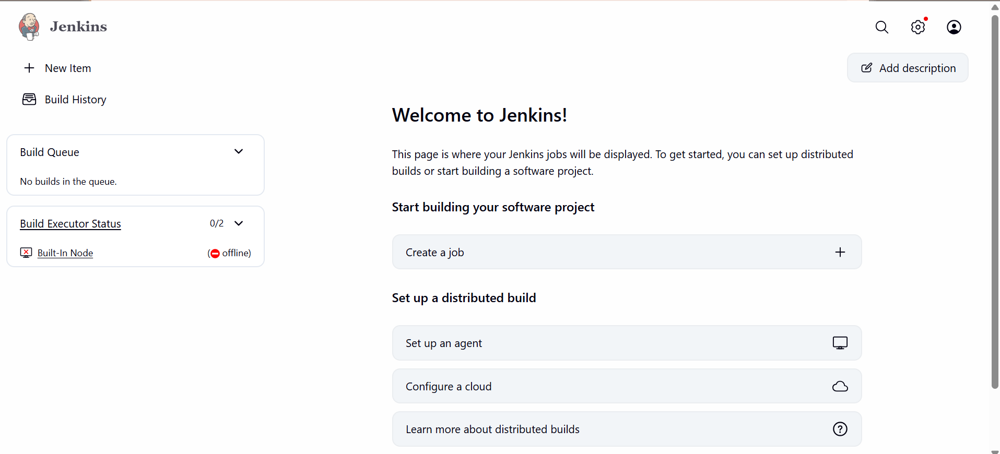 Jenkins
New Item
Add description
Build History
Welcome to Jenkins!
Build Queue
No builds in the queue.
This page is where your Jenkins jobs will be displayed. To get started, you can set up distributed
builds or start building a software project.
Build Executor Status 0/2
Built-In Node (offline)
Start building your software project
Create a job
Set up a distributed build
Set up an agent
Configure a cloud
Learn more about distributed builds